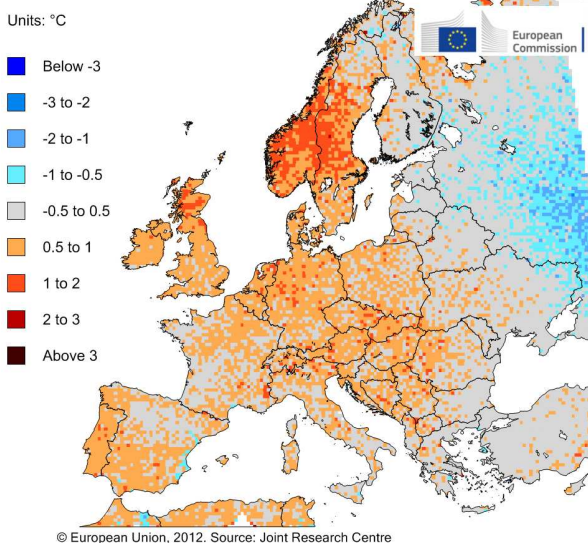 Units: °C
European
Commission
Below -3
-3 to -2
-2 to -1
-1 to -0.5
-0.5 to 0.5
0.5 to 1
1 to 2
2 to 3
Above 3
© European Union, 2012. Source: Joint Research Centre